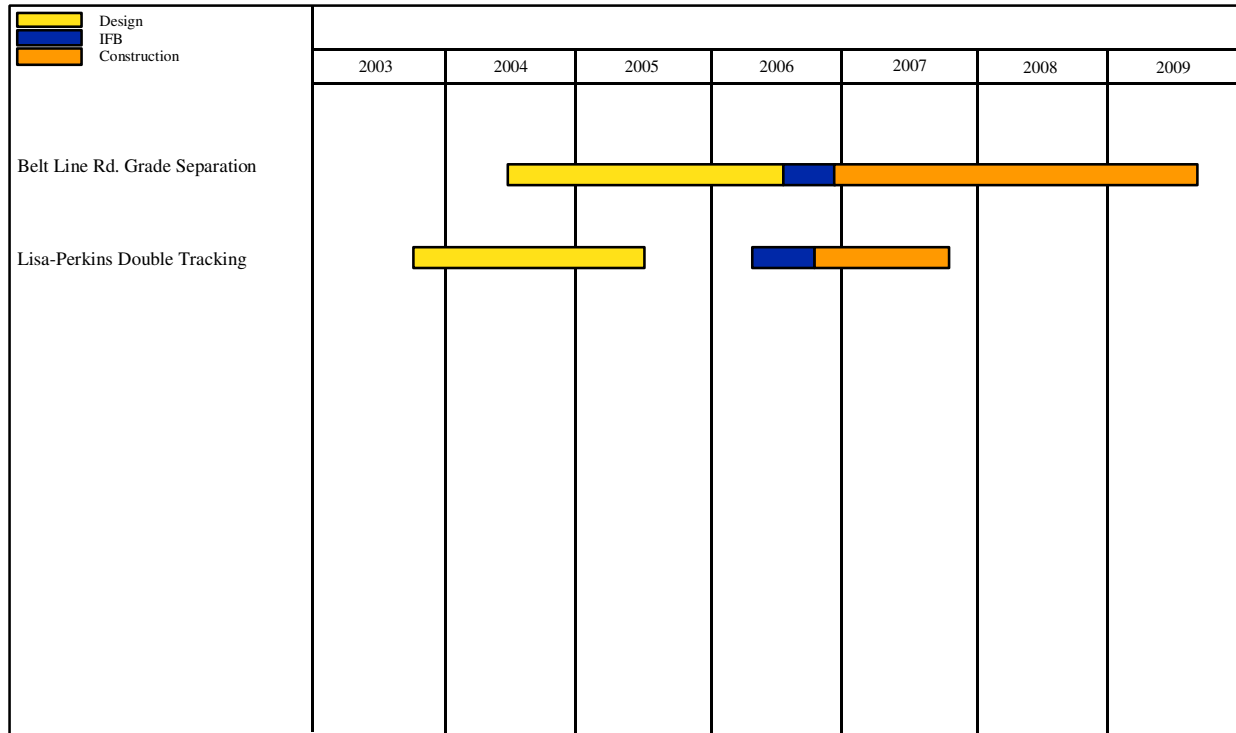 Design
IFB
Construction
2003 2004 2005 2006 2007 2008 2009
Belt Line Rd. Grade Separation
Lisa-Perkins Double Tracking